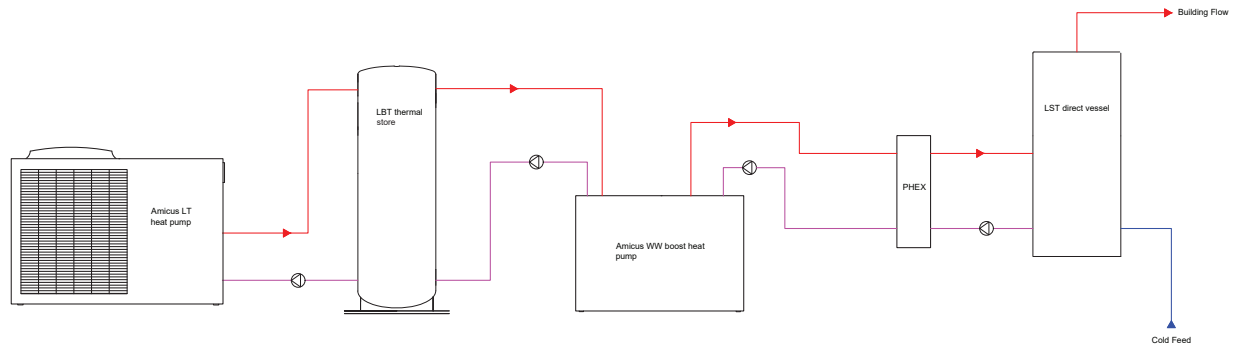 Building Flow
LBT thermal
store
LST direct vessel
PHEX
Amicus LT
heat pump
Amicus WW boost heat
pump
Cold Feed